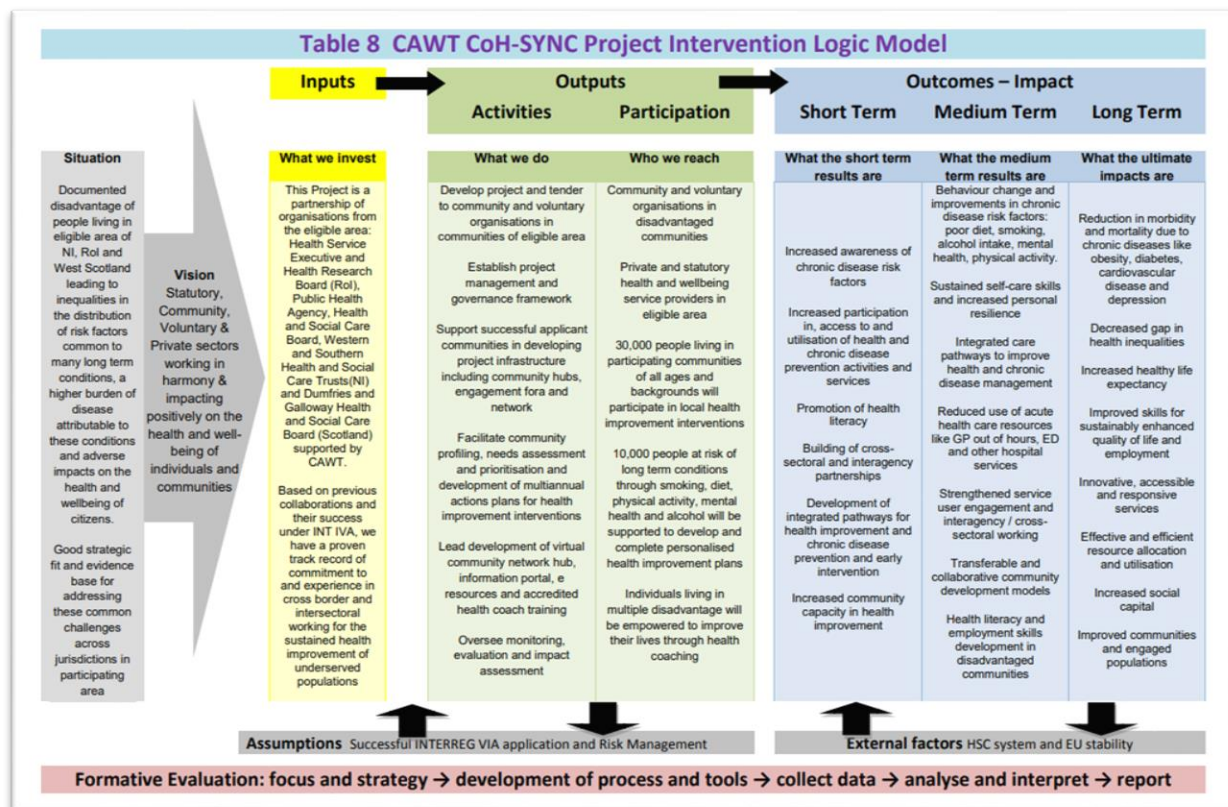 Table 8 CAWT CoH-SYNC Project Intervention Logic Model
Inputs
Outputs
Activities
Participation
Outcomes – Impact
Short Term
Medium Term
Long Term
Situation
Documented
disadvantage of
people living in
eligible area of
NI, RoI and
West Scotland
leading to
inequalities in
the distribution
of risk factors
common to
many long term
conditions, a
higher burden of
disease
attributable to
these conditions
and adverse
impacts on the
health and
wellbeing of
citizens.
Good strategic
fit and evidence
base for
addressing
these common
challenges
across
jurisdictions in
participating
area
Vision
Statutory,
Community,
Voluntary &
Private sectors
working in
harmony &
impacting
positively on the
health and well-
being of
individuals and
communities
What we invest
This Project is a
partnership of
organisations from
the eligible area:
Health Service
Executive and
Health Research
Board (RoI),
Public Health
Agency, Health
and Social Care
Board, Western
and Southern
Health and Social
Care Trusts(NI)
and Dumfries and
Galloway Health
and Social Care
Board (Scotland)
supported by
CAWT.
Based on previous
collaborations and
their success
under INT IVA, we
have a proven
track record of
commitment to
and experience in
cross border and
intersectoral
working for the
sustained health
improvement of
underserved
populations
What we do
Develop project and tender
to community and voluntary
organisations in
communities of eligible area
Establish project
management and
governance framework
Support successful applicant
communities in developing
project infrastructure
including community hubs,
engagement fora and
network
Facilitate community
profiling, needs assessment
and prioritisation and
development of multiannual
actions plans for health
improvement interventions
Lead development of virtual
community network hub,
information portal, e
resources and accredited
health coach training
Oversee monitoring,
evaluation and impact
assessment
Who we reach
Community and voluntary
organisations in
disadvantaged
communities
Private and statutory
health and wellbeing
service providers in
eligible area
30,000 people living in
participating communities
of all ages and
backgrounds will
participate in local health
improvement interventions
10,000 people at risk of
long term conditions
through smoking, diet,
physical activity, mental
health and alcohol will be
supported to develop and
complete personalised
health improvement plans
Individuals living in
multiple disadvantage will
be empowered to improve
their lives through health
coaching
What the short term
results are
Increased awareness of
chronic disease risk
factors
Increased participation
in, access to and
utilisation of health and
chronic disease
prevention activities and
services
Promotion of health
literacy
Building of cross-
sectoral and interagency
partnerships
Development of
integrated pathways for
health improvement and
chronic disease
prevention and early
intervention
Increased community
capacity in health
improvement
What the medium
term results are
Behaviour change and
improvements in chronic
disease risk factors:
poor diet, smoking,
alcohol intake, mental
health, physical activity.
Sustained self-care skills
and increased personal
resilience
Integrated care
pathways to improve
health and chronic
disease management
Reduced use of acute
health care resources
like GP out of hours, ED
and other hospital
services
Strengthened service
user engagement and
interagency / cross-
sectoral working
Transferable and
collaborative community
development models
Health literacy and
employment skills
development in
disadvantaged
communities
What the ultimate
impacts are
Reduction in morbidity
and mortality due to
chronic diseases like
obesity, diabetes,
cardiovascular
disease and
depression
Decreased gap in
health inequalities
Increased healthy life
expectancy
Improved skills for
sustainably enhanced
quality of life and
employment
Innovative, accessible
and responsive
services
Effective and efficient
resource allocation
and utilisation
Increased social
capital
Improved communities
and engaged
populations
Assumptions Successful INTERREG VIA application and Risk Management
External factors HSC system and EU stability
Formative Evaluation: focus and strategy → development of process and tools → collect data → analyse and interpret → report